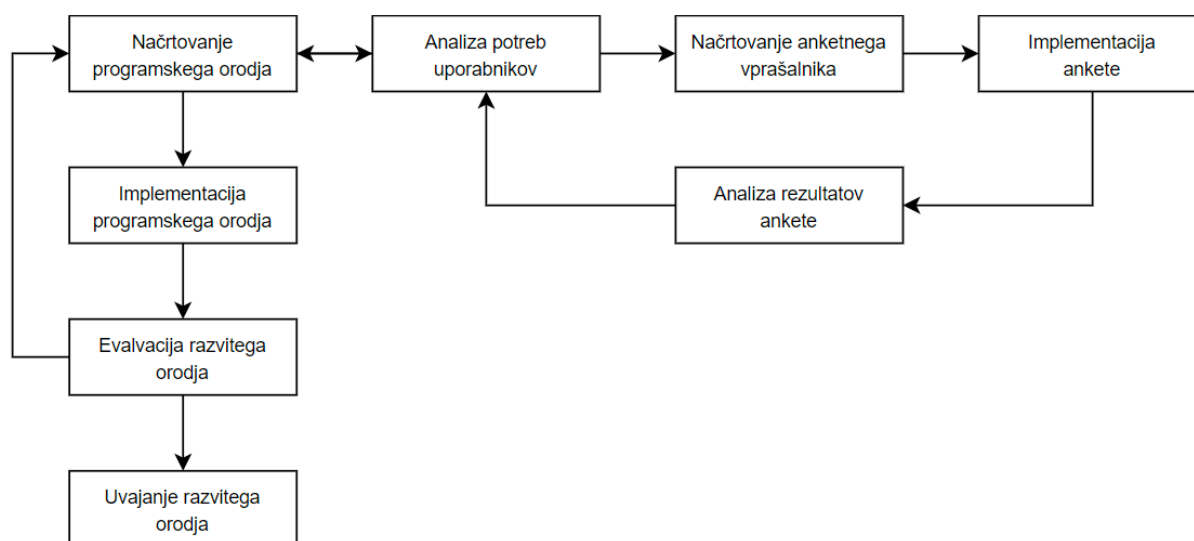 Načrtovanje
programskega orodja
Analiza potreb
uporabnikov
Načrtovanje anketnega
vprašalnika
Implementacija
ankete
Implementacija
programskega orodja
Analiza rezultatov
ankete
Evalvacija razvitega
orodja
Uvajanje razvitega
orodja